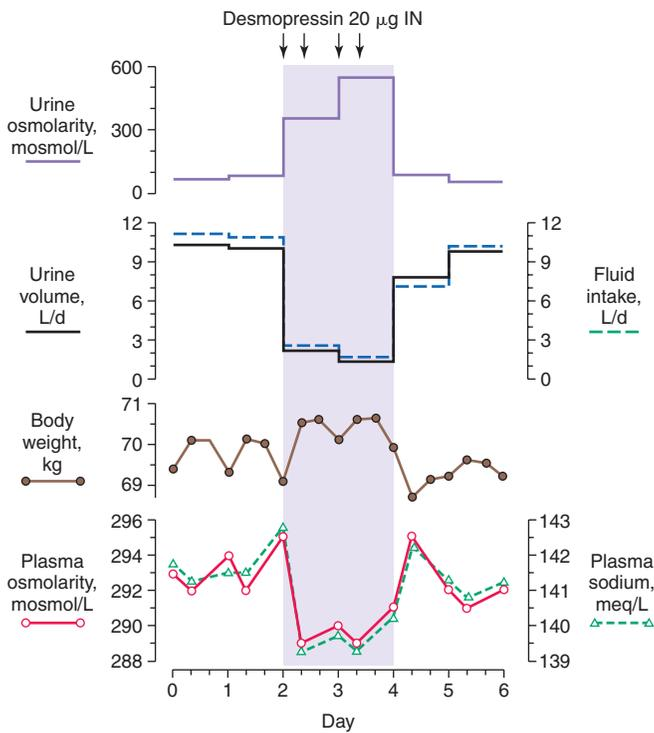 Desmopressin 20 μg IN
Urine
osmolarity,
mosmol/L
600
300
0
Urine
volume,
L/d
12
9
6
3
0
12
9
6
3
0
Fluid
intake,
L/d
Body
weight,
kg
71
70
69
Plasma
osmolarity,
mosmol/L
296
294
292
290
288
143
142
141
140
139
Plasma
sodium,
meq/L
0 1 2 3 4 5 6
Day